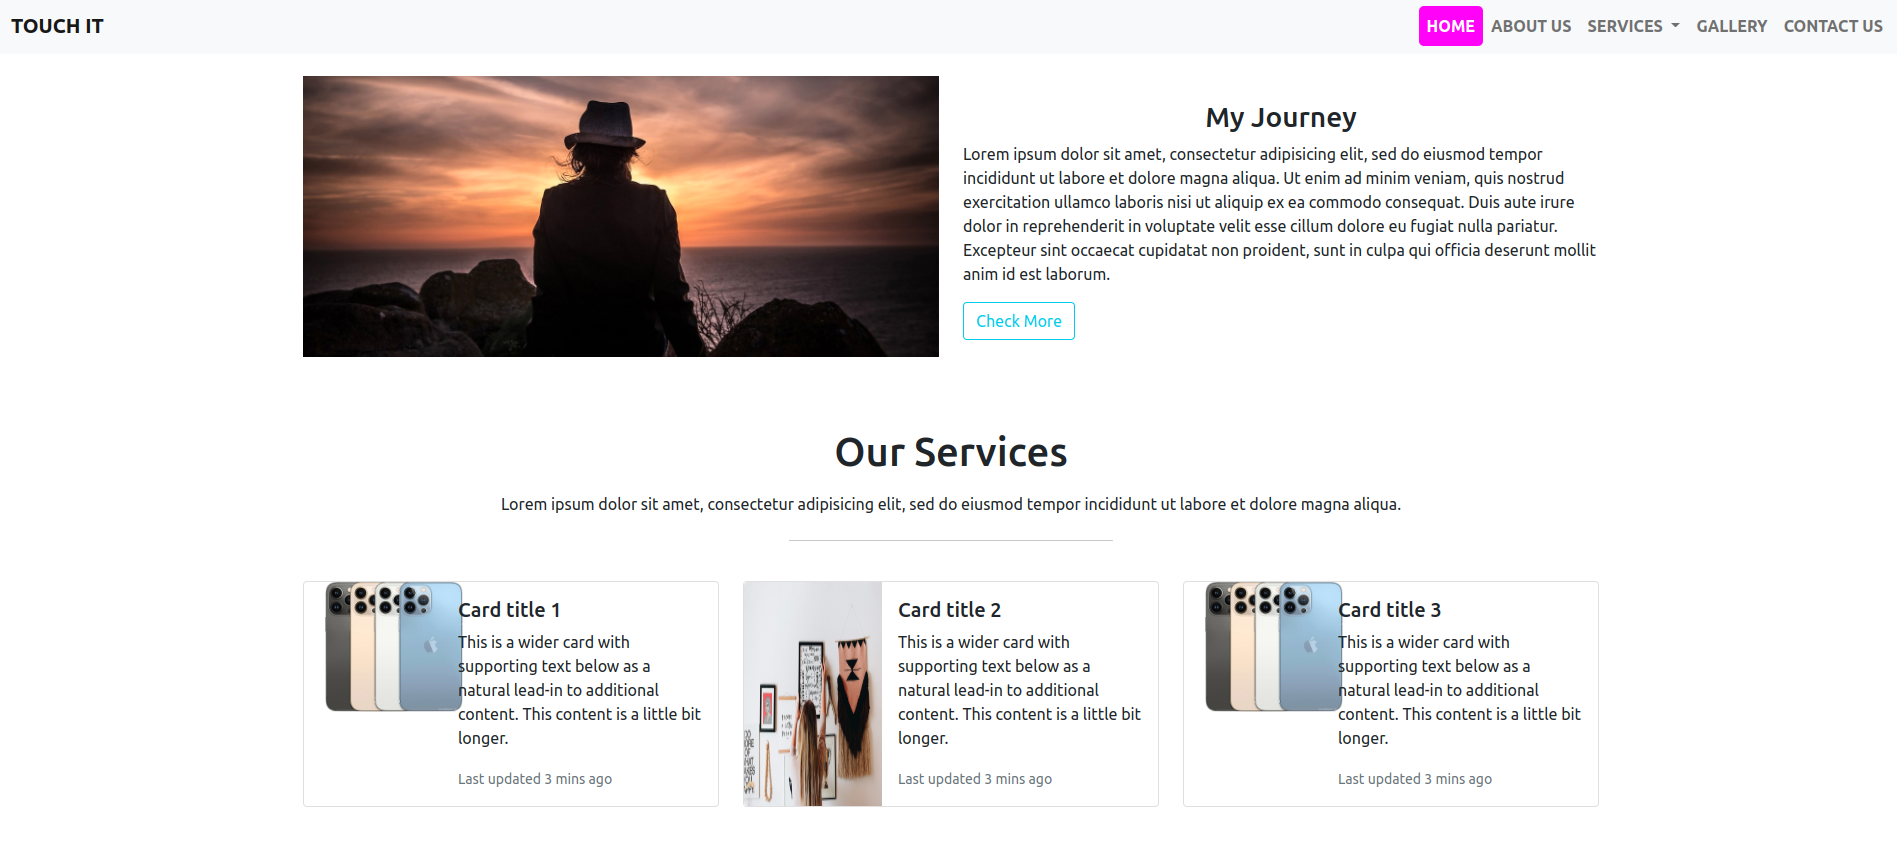 TOUCH IT
HOME ABOUT US SERVICES GALLERY CONTACT US
My Journey
Lorem ipsum dolor sit amet, consectetur adipisicing elit, sed do eiusmod tempor
incididunt ut labore et dolore magna aliqua. Ut enim ad minim veniam, quis nostrud
exercitation ullamco laboris nisi ut aliquip ex ea commodo consequat. Duis aute irure
dolor in reprehenderit in voluptate velit esse cillum dolore eu fugiat nulla pariatur.
Excepteur sint occaecat cupidatat non proident, sunt in culpa qui officia deserunt mollit
anim id est laborum.
Check More
Our Services
Lorem ipsum dolor sit amet, consectetur adipisicing elit, sed do eiusmod tempor incididunt ut labore et dolore magna aliqua.
Card title 1
This is a wider card with
supporting text below as a
natural lead-in to additional
content. This content is a little bit
longer.
Last updated 3 mins ago
Card title 2
This is a wider card with
supporting text below as a
natural lead-in to additional
content. This content is a little bit
longer.
Last updated 3 mins ago
Card title 3
This is a wider card with
supporting text below as a
natural lead-in to additional
content. This content is a little bit
longer.
Last updated 3 mins ago